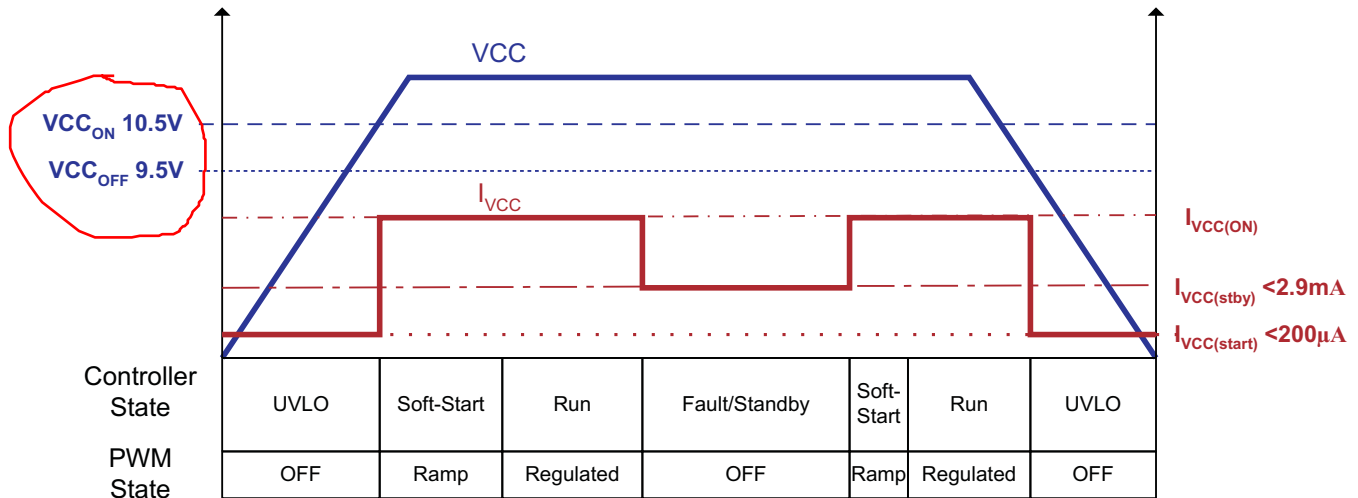 VCC
VCCON 10.5V
VCCOFF 9.5V
IVCC
IVCC(ON)
IVCC(stby) <2.9mA
IVCC(start) <200µA
Controller State
UVLO
Soft-Start
Run
Fault/Standby
Soft-Start
Run
UVLO
PWM State
OFF
Ramp
Regulated
OFF
Ramp
Regulated
OFF